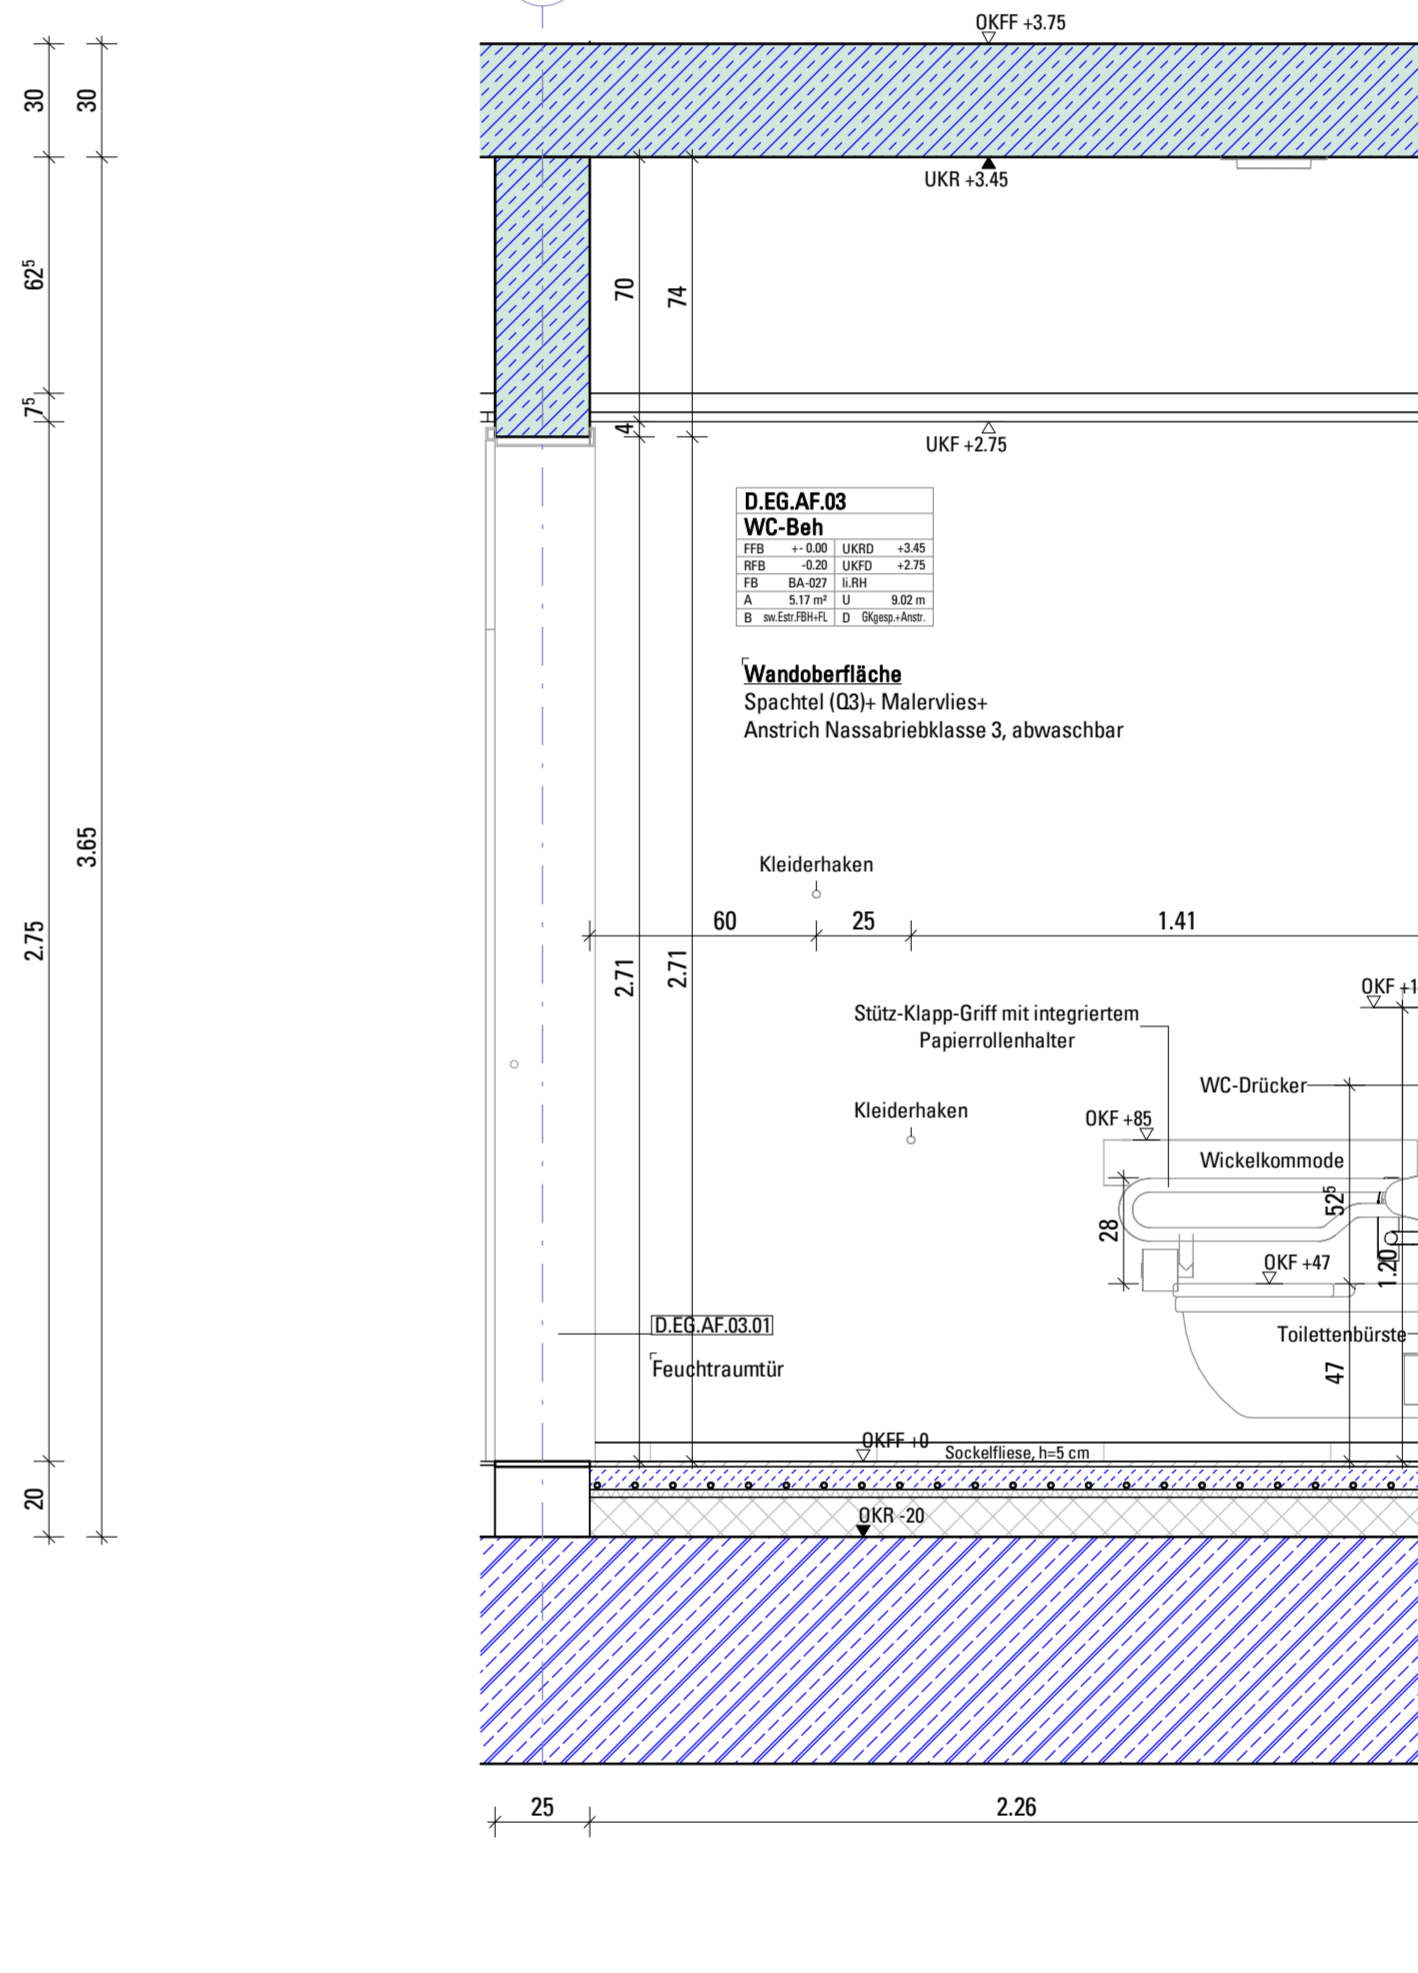 OKFF +3.75
30
30
UKR +3.45
62⁵
70
74
7⁵
4
UKF +2.75
D.EG.AF.03
WC-Beh
FFB +- 0.00 UKRD +3.45
RFB -0.20 UKFD +2.75
FB BA-027 li.RH
A 5.17 m² U 9.02 m
B sw.Estr.FBH+FL D GKgesp.+Anstr.
Wandoberfläche
Spachtel (Q3)+ Malervlies+
Anstrich Nassabriebklasse 3, abwaschbar
3.65
Kleiderhaken
60
25
1.41
2.75
2.71
2.71
OKF +1
Stütz-Klapp-Griff mit integriertem
Papierrollenhalter
WC-Drücker
Kleiderhaken
OKF +85
Wickelkommode
52⁵
28
1.20
OKF +47
D.EG.AF.03.01
Toilettenbürste
Feuchtraumtür
47
OKFF +0
Sockelfliese, h=5 cm
20
OKR -20
25
2.26